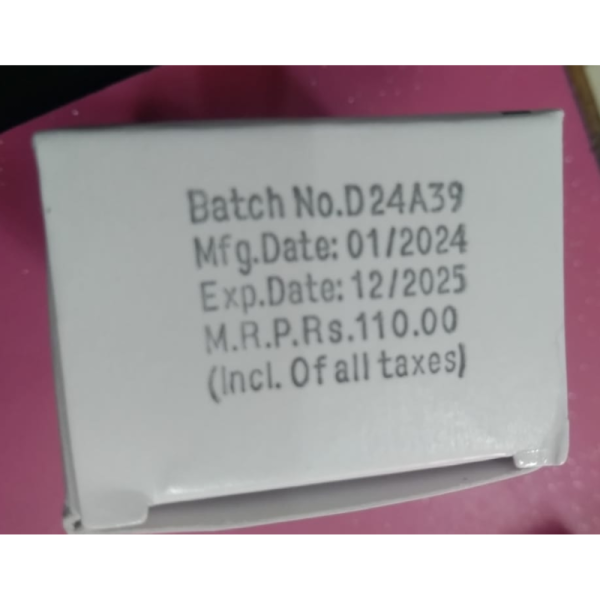 Batch No.D24A39
Mfg.Date: 01/2024
Exp.Date: 12/2025
M.R.P.Rs.110.00
(Incl. Of all taxes)